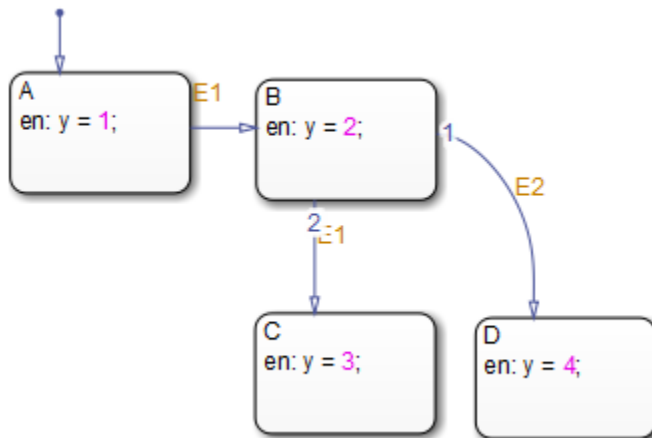 A
en: y = 1;
E1
B
en: y = 2;
1
E2
2
E1
C
en: y = 3;
D
en: y = 4;